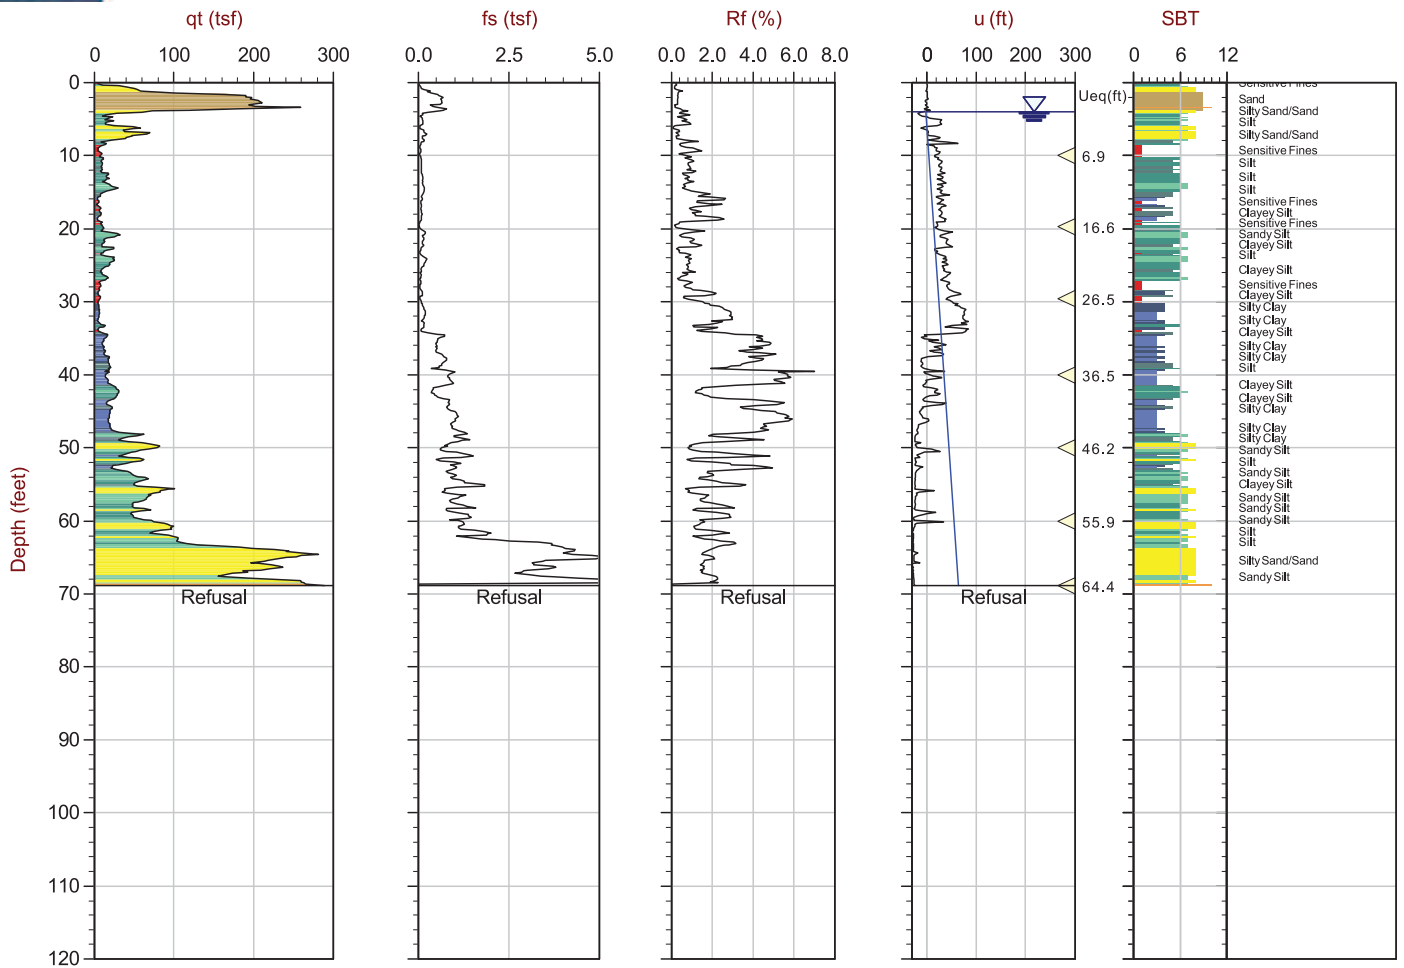 qt (tsf) fs (tsf) Rf (%) u (ft) SBT
0 100 200 300 0.0 2.5 5.0 0.0 2.0 4.0 6.0 8.0 0 100 200 300 0 6 12
Depth (feet)
0
10
20
30
40
50
60
70
80
90
100
110
120
Refusal Refusal Refusal Refusal
Ueq(ft)
6.9
16.6
26.5
36.5
46.2
55.9
64.4
Sensitive Fines
Sand
Silty Sand/Sand
Silt
Silty Sand/Sand
Sensitive Fines
Silt
Silt
Silt
Sensitive Fines
Clayey Silt
Sensitive Fines
Sandy Silt
Clayey Silt
Silt
Clayey Silt
Sensitive Fines
Clayey Silt
Silty Clay
Silty Clay
Clayey Silt
Silty Clay
Silty Clay
Silt
Clayey Silt
Clayey Silt
Silty Clay
Silty Clay
Silty Clay
Sandy Silt
Silt
Sandy Silt
Clayey Silt
Sandy Silt
Sandy Silt
Sandy Silt
Silt
Silt
Silty Sand/Sand
Sandy Silt